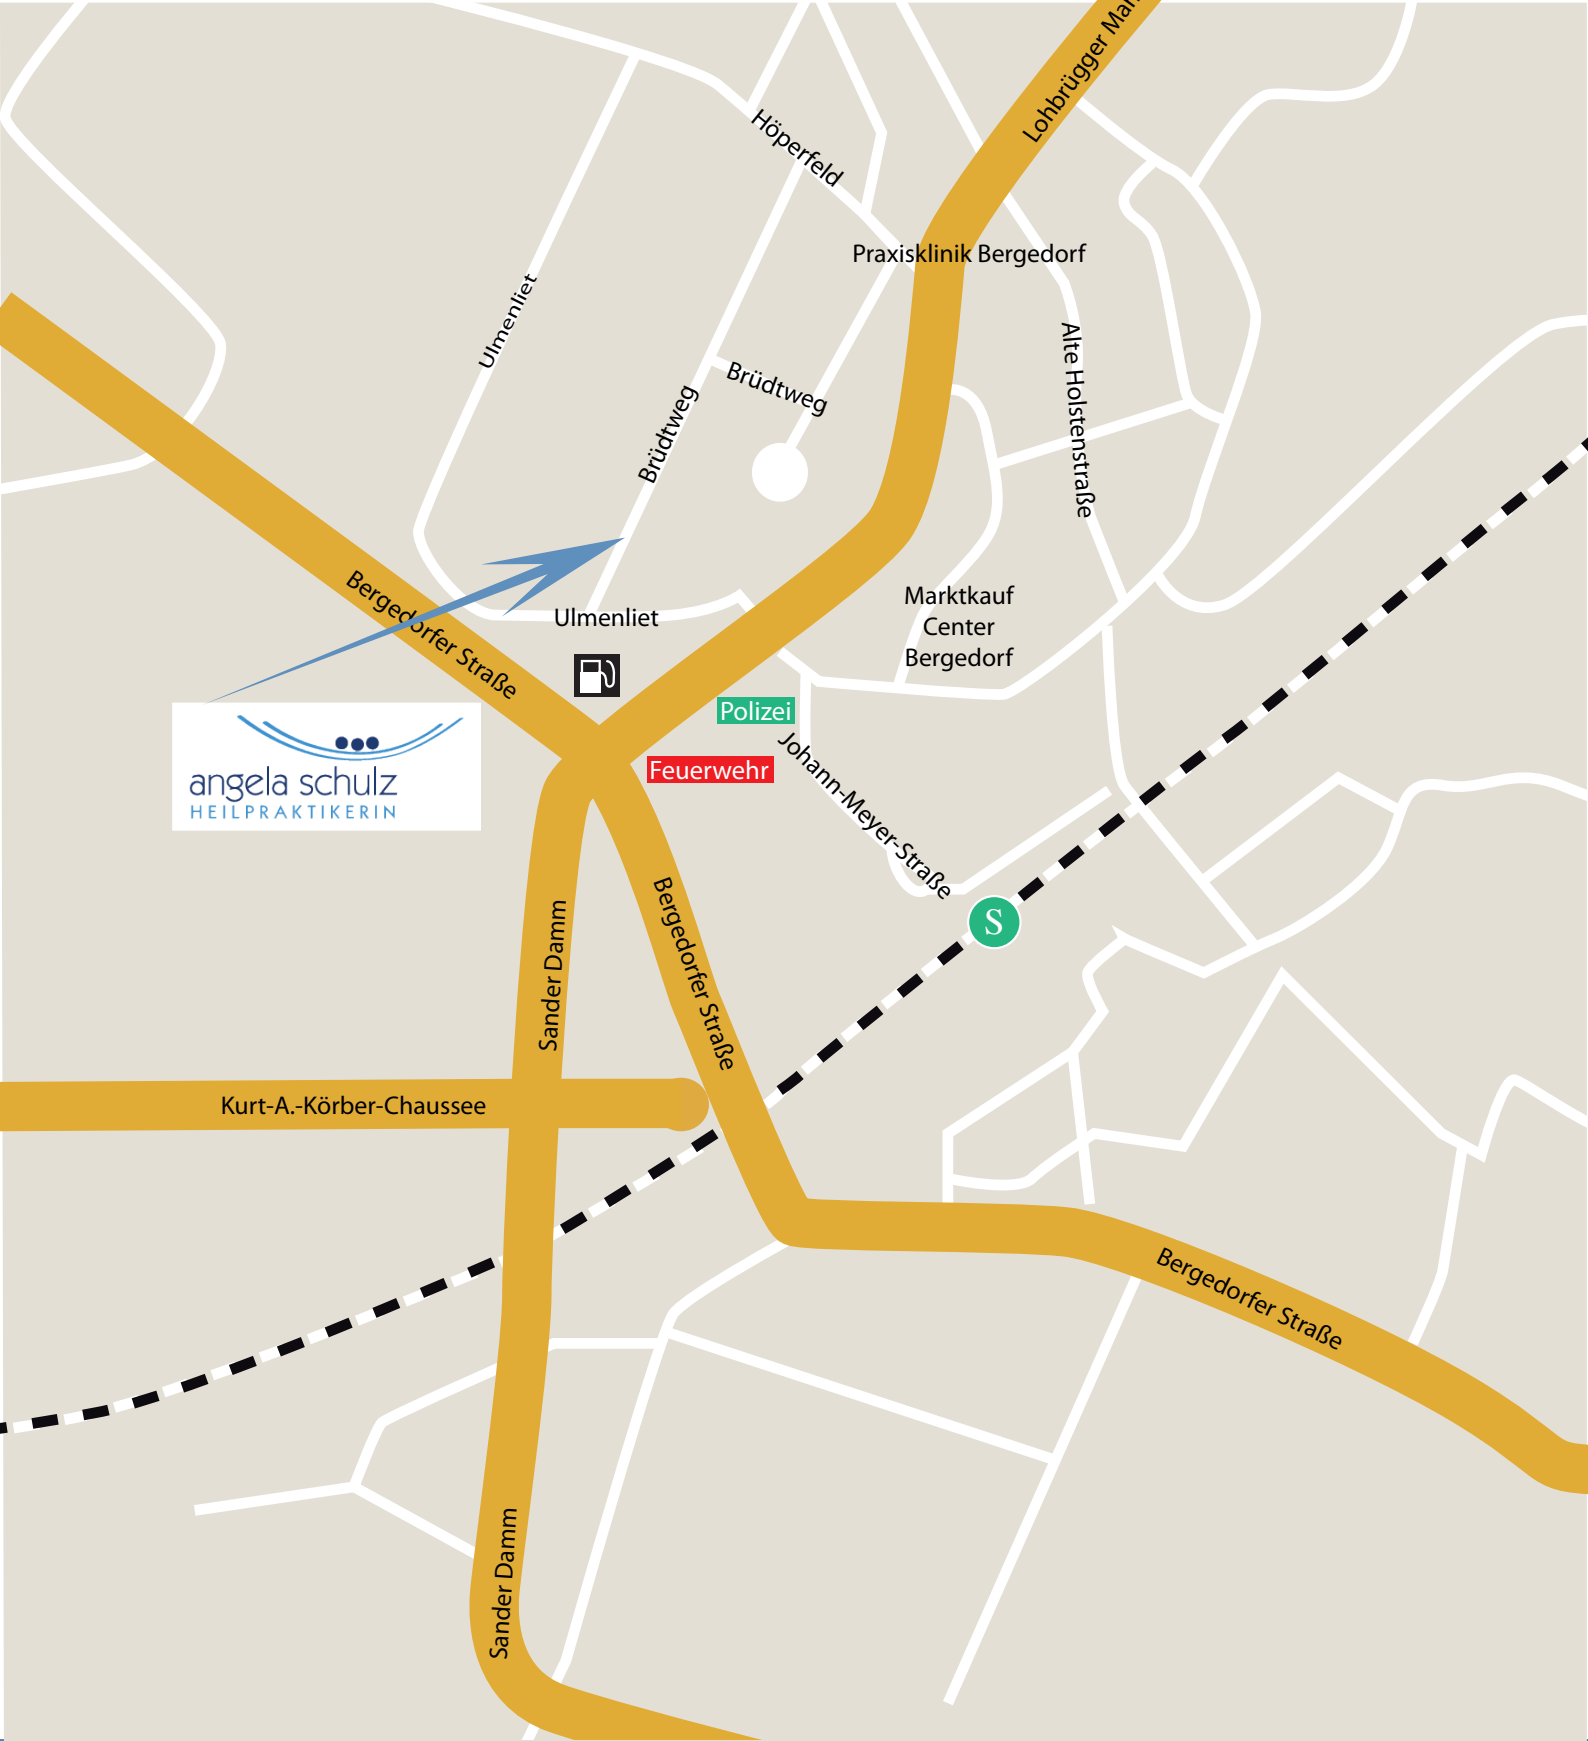 Lohbrügger Mar
Höperfeld
Praxisklinik Bergedorf
Ulmenliet
Alte Holstenstraße
Brüdtweg
Brüdtweg
Bergedorfer Straße
Ulmenliet
Marktkauf
Center
Bergedorf
Polizei
Feuerwehr
Johann-Meyer-Straße
angela schulz
HEILPRAKTIKERIN
Sander Damm
Bergedorfer Straße
S
Kurt-A.-Körber-Chaussee
Bergedorfer Straße
Sander Damm